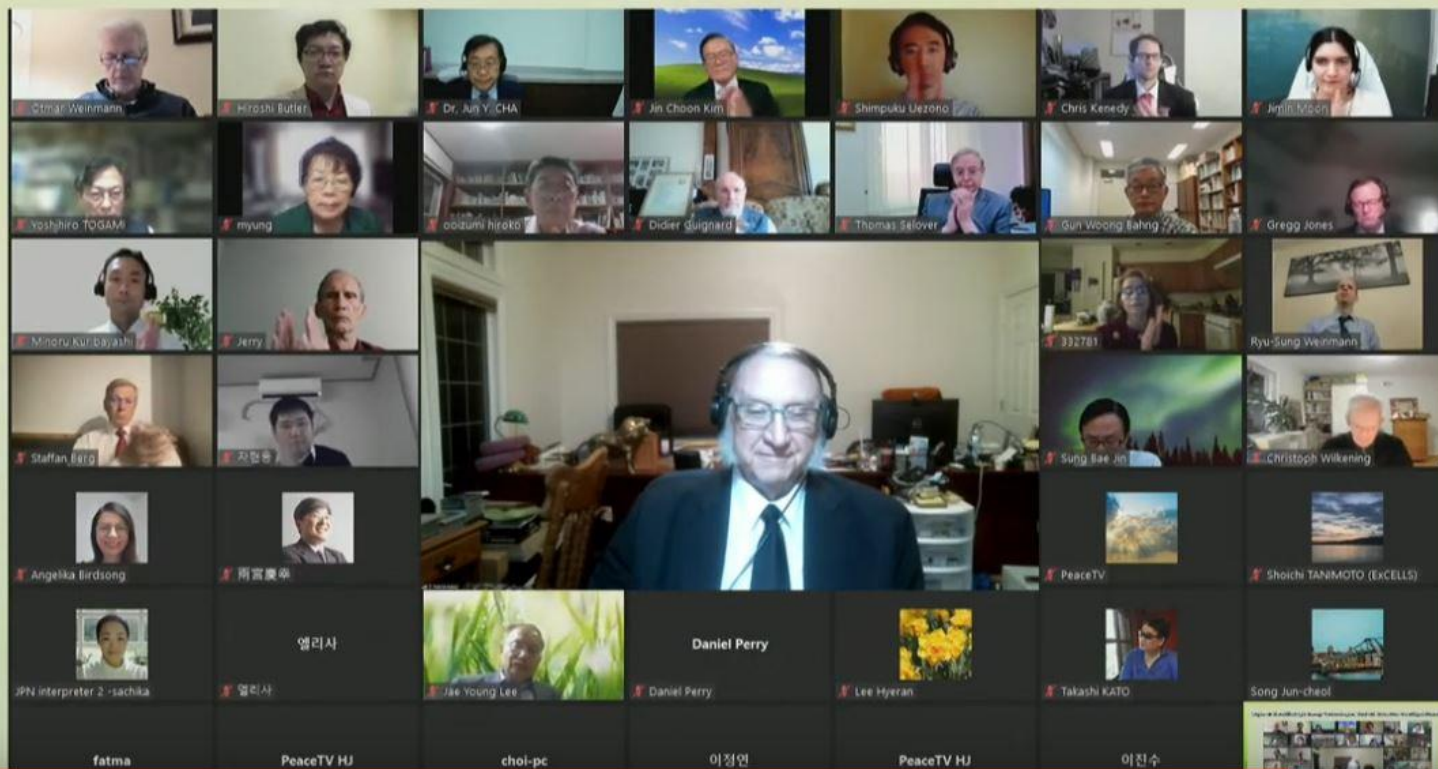 Otmar Weinmann
Hiroshi Butler
Dr. Jun Y. CHA
Jin Choon Kim
Shimpuku Uezono
Chris Kenedy
Jimin Moon
Yoshihiro TOGAMI
myung
ooizumi hiroko
Didier Guignard
Thomas Selover
Gun Woong Bahng
Gregg Jones
Minoru Kuribayashi
Jerry
332781
Ryu-Sung Weinmann
Staffan Berg
Sung Bae Jin
Christoph Wilkening
Angelika Birdsong
雨宮慶幸
PeaceTV
Shoichi TANIMOTO (ExCELLS)
JPN interpreter 2 -sachika
엘리사
엘리사
Jae Young Lee
Daniel Perry
Daniel Perry
Lee Hyeran
Takashi KATO
Song Jun-cheol
fatma
PeaceTV HJ
choi-pc
이정연
PeaceTV HJ
이진수